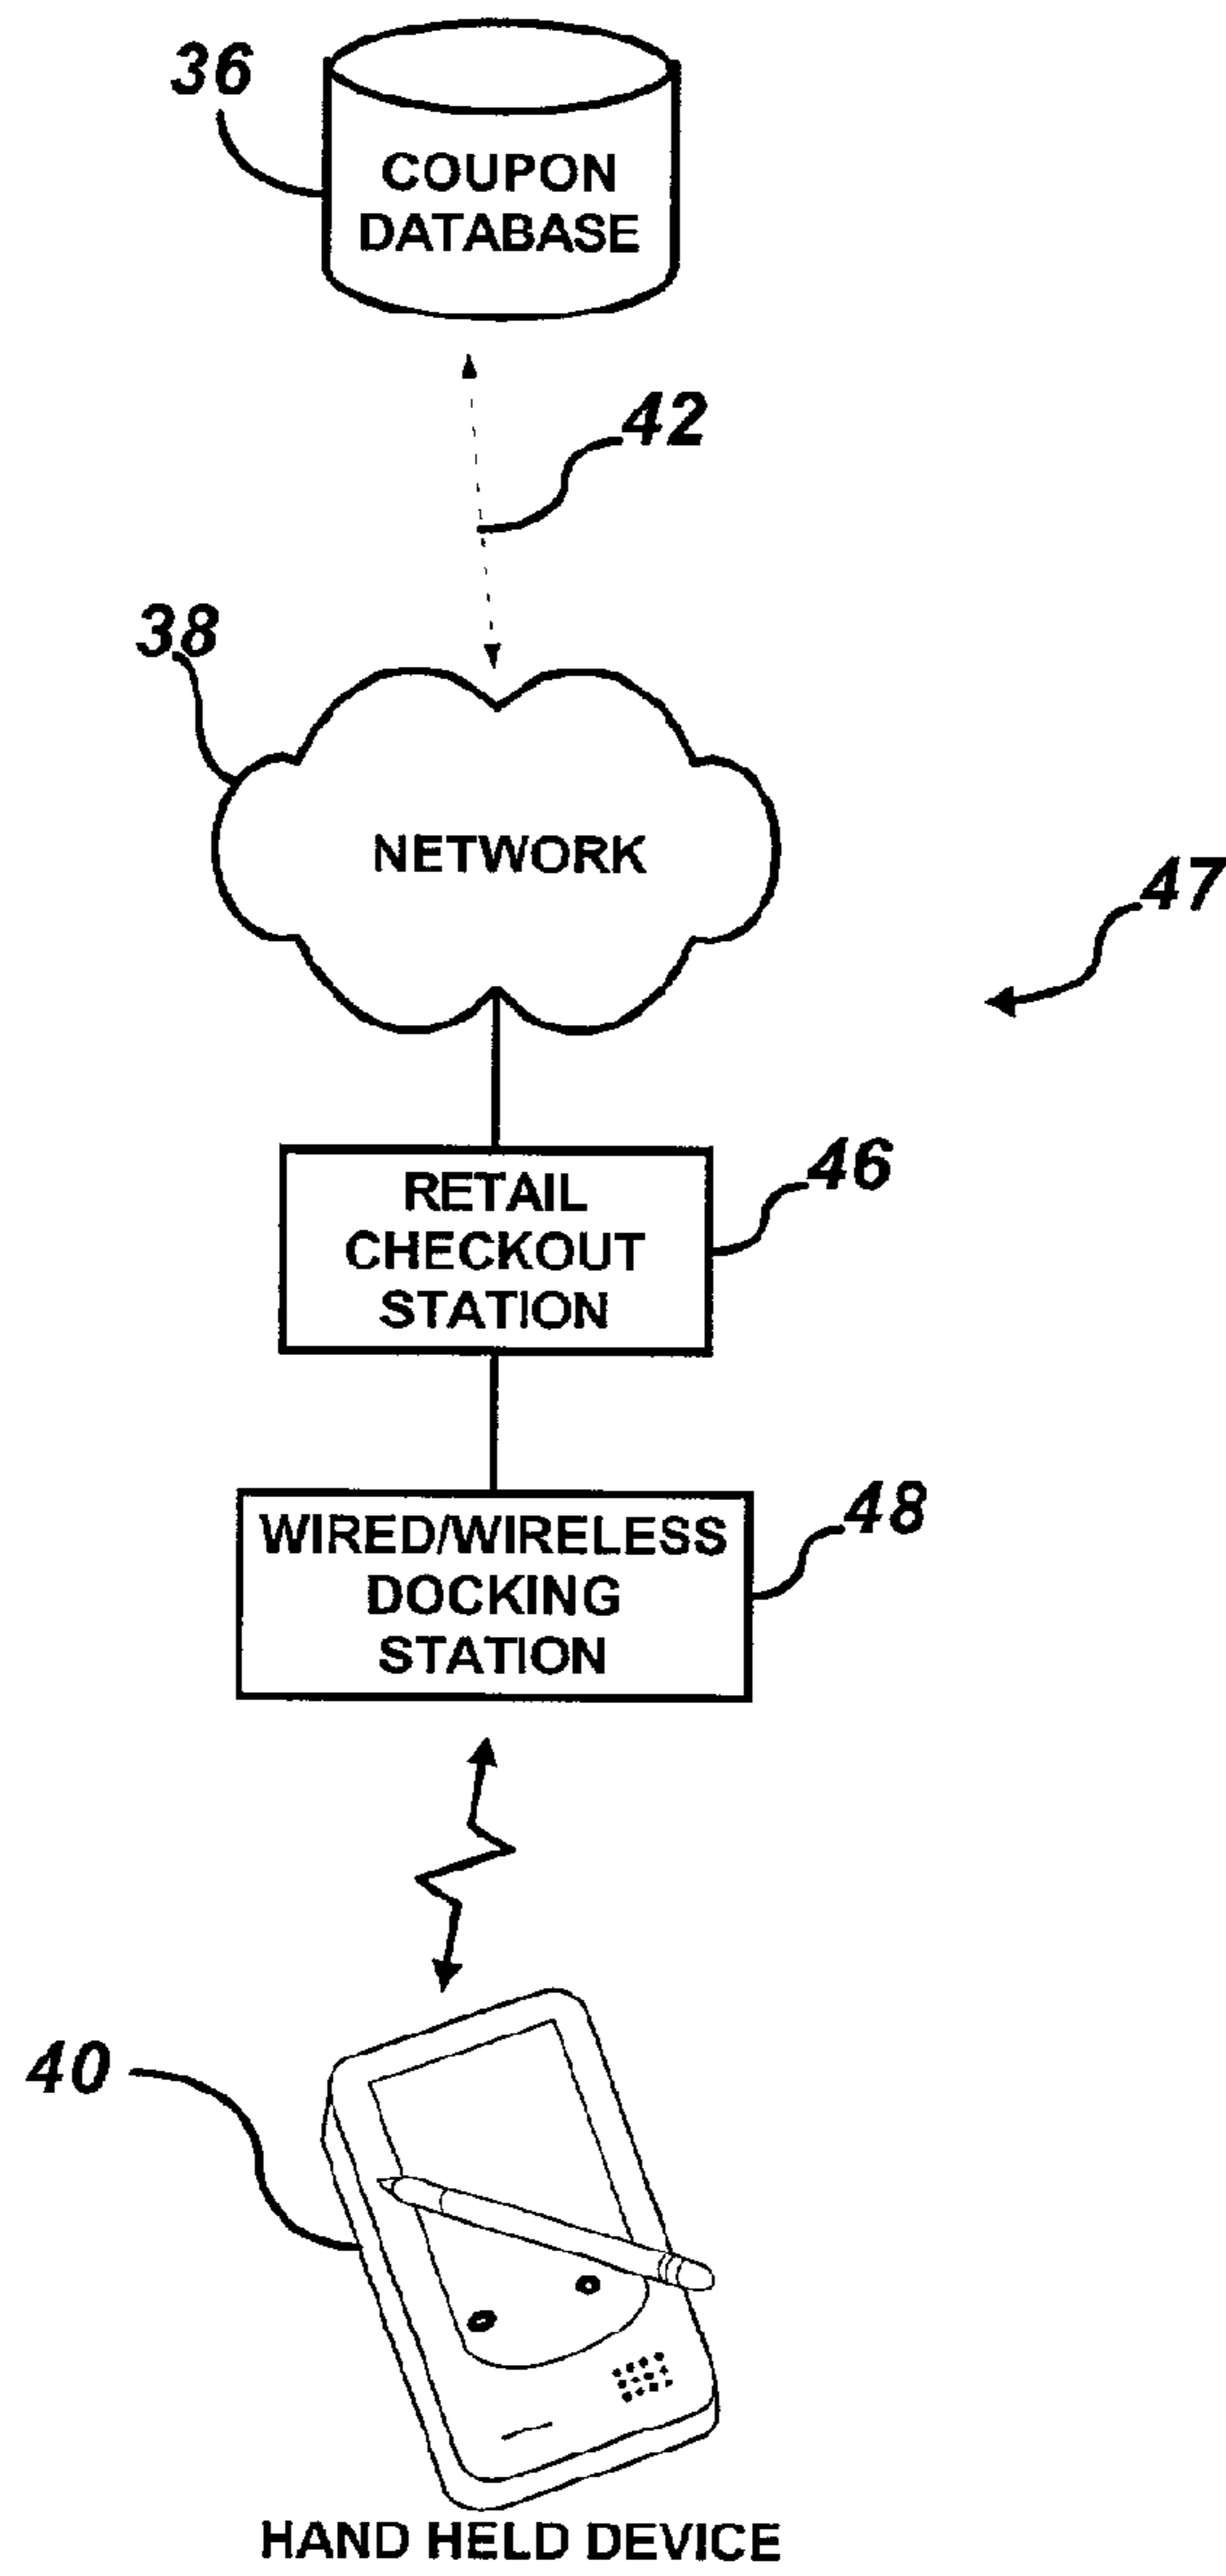 36
COUPON
DATABASE
42
38
NETWORK
47
RETAIL
CHECKOUT
STATION
46
WIRED/WIRELESS
DOCKING
STATION
48
40
HAND HELD DEVICE